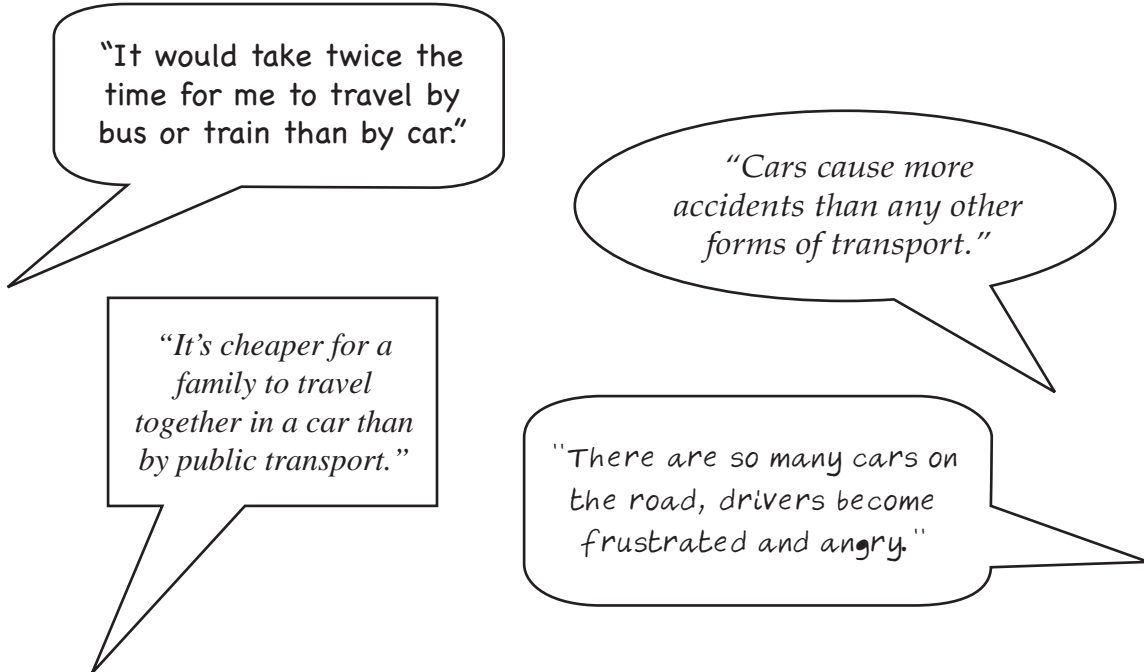 “It would take twice the
time for me to travel by
bus or train than by car.”
“Cars cause more
accidents than any other
forms of transport.”
“It’s cheaper for a
family to travel
together in a car than
by public transport.”
"There are so many cars on
the road, drivers become
frustrated and angry."